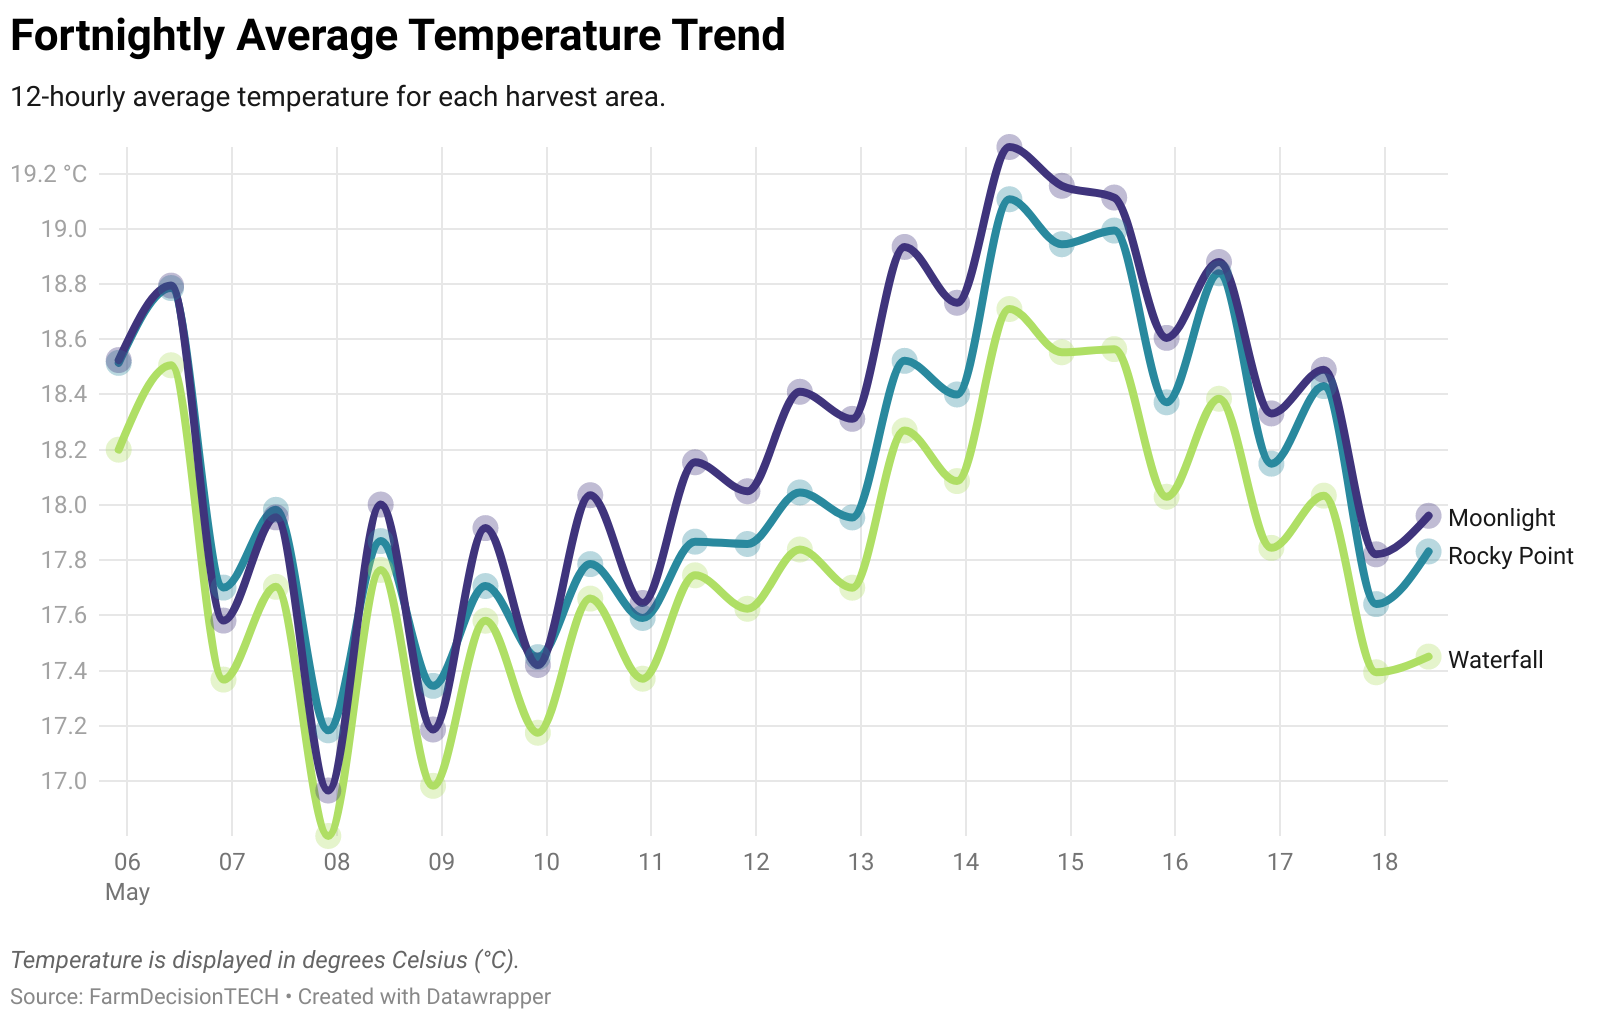 Fortnightly Average Temperature Trend
12-hourly average temperature for each harvest area.
19.2 °C
19.0
18.8
18.6
18.4
18.2
18.0
17.8
17.6
17.4
17.2
17.0
Moonlight
Rocky Point
Waterfall
06 07 08 09 10 11 12 13 14 15 16 17 18
May
Temperature is displayed in degrees Celsius (°C).
Source: FarmDecisionTECH • Created with Datawrapper